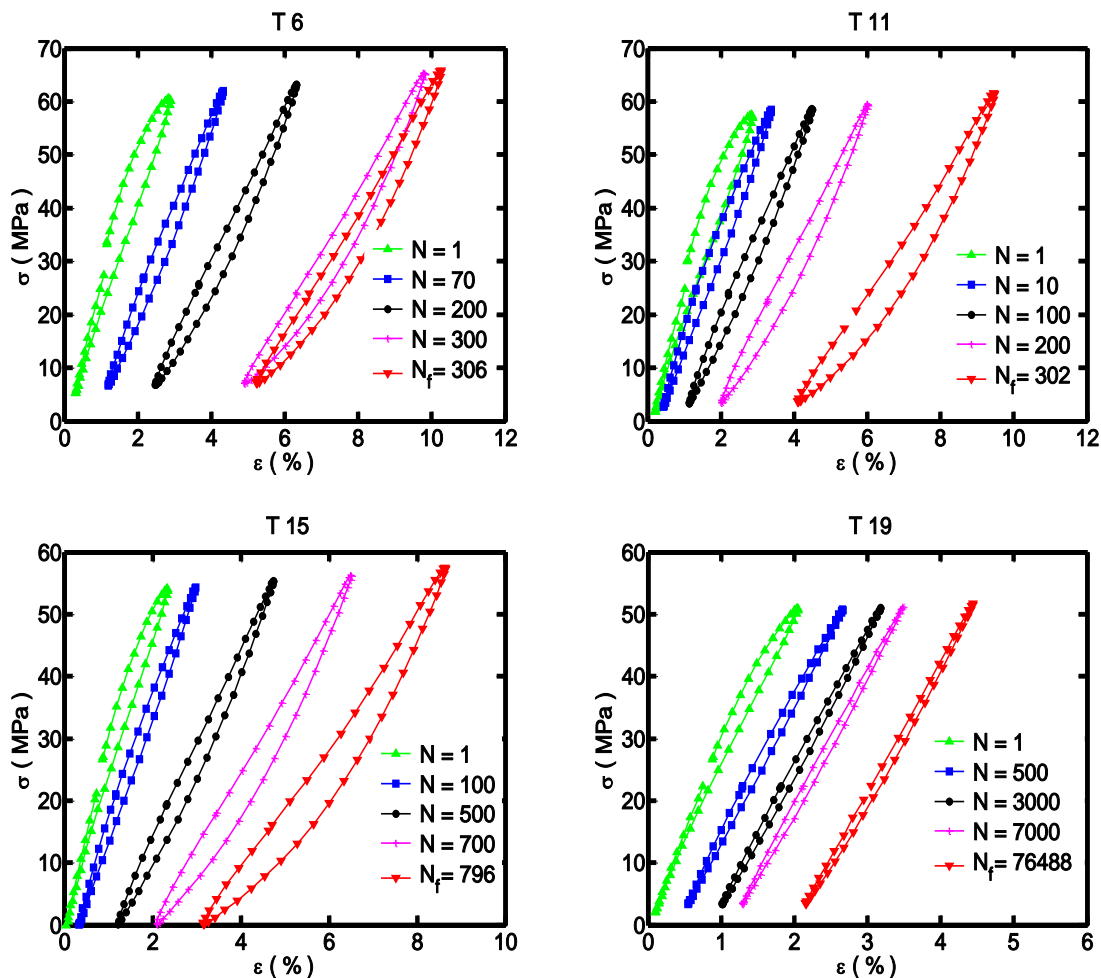 T 6
70
60
50
40
30
20
10
0
0 2 4 6 8 10 12
σ (MPa)
ε ( % )
N = 1
N = 70
N = 200
N = 300
Nf= 306
T 11
70
60
50
40
30
20
10
0
0 2 4 6 8 10 12
σ (MPa)
ε ( % )
N = 1
N = 10
N = 100
N = 200
Nf= 302
T 15
60
50
40
30
20
10
0
0 2 4 6 8 10
σ (MPa)
ε ( % )
N = 1
N = 100
N = 500
N = 700
Nf= 796
T 19
60
50
40
30
20
10
0
0 1 2 3 4 5 6
σ (MPa)
ε ( % )
N = 1
N = 500
N = 3000
N = 7000
Nf= 76488